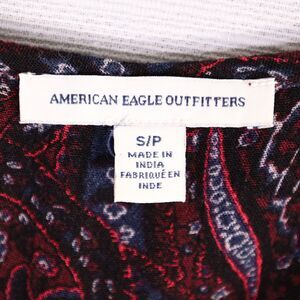 AMERICAN EAGLE OUTFITTERS
S/P
MADE IN
INDIA
FABRIQUÉ EN
INDE